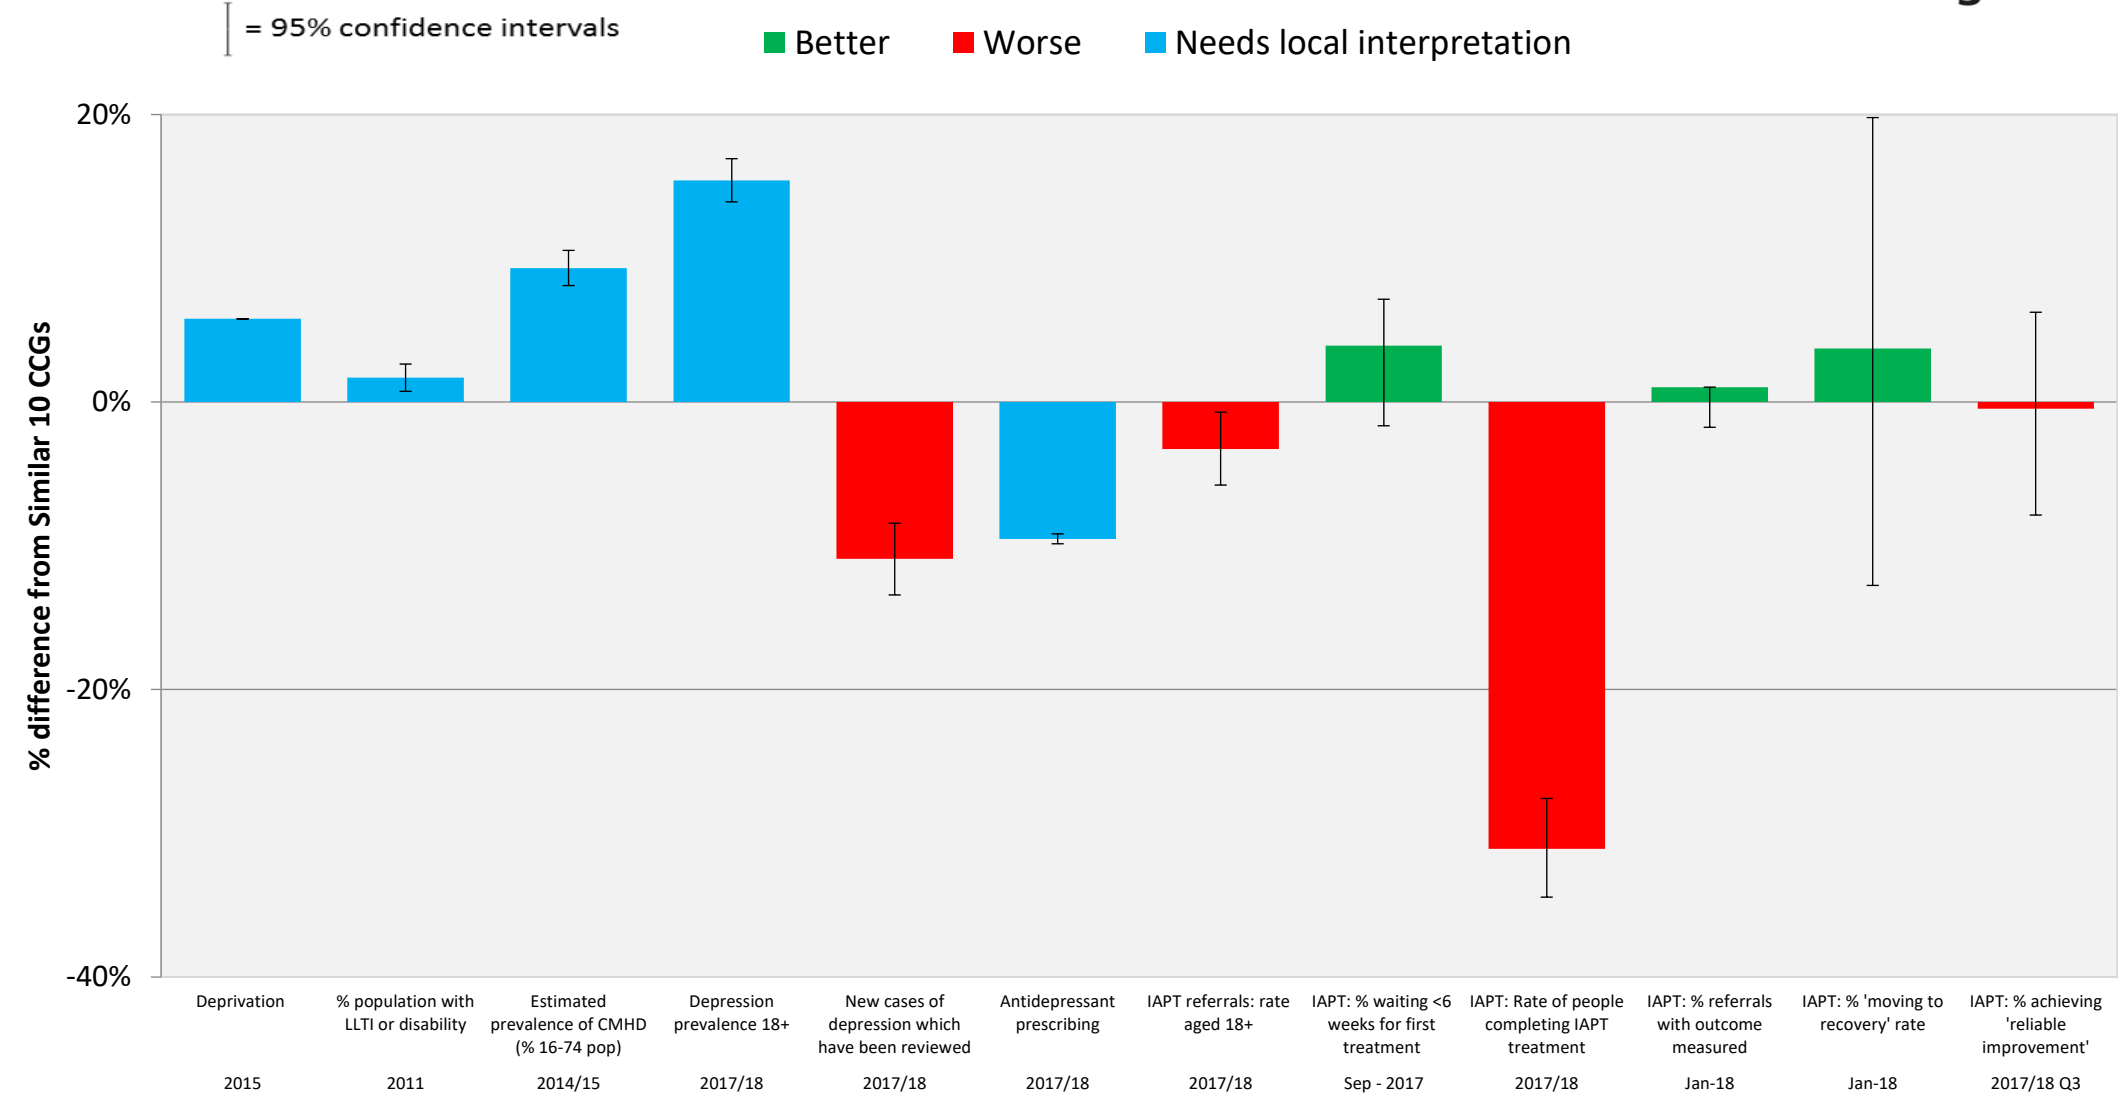 = 95% confidence intervals
Better Worse Needs local interpretation
20%
0%
-20%
-40%
% difference from Similar 10 CCGs
Deprivation
2015
% population with
LLTI or disability
2011
Estimated
prevalence of CMHD
(% 16-74 pop)
2014/15
Depression
prevalence 18+
2017/18
New cases of
depression which
have been reviewed
2017/18
Antidepressant
prescribing
2017/18
IAPT referrals: rate
aged 18+
2017/18
IAPT: % waiting <6
weeks for first
treatment
Sep - 2017
IAPT: Rate of people
completing IAPT
treatment
2017/18
IAPT: % referrals
with outcome
measured
Jan-18
IAPT: % 'moving to
recovery' rate
Jan-18
IAPT: % achieving
'reliable
improvement'
2017/18 Q3